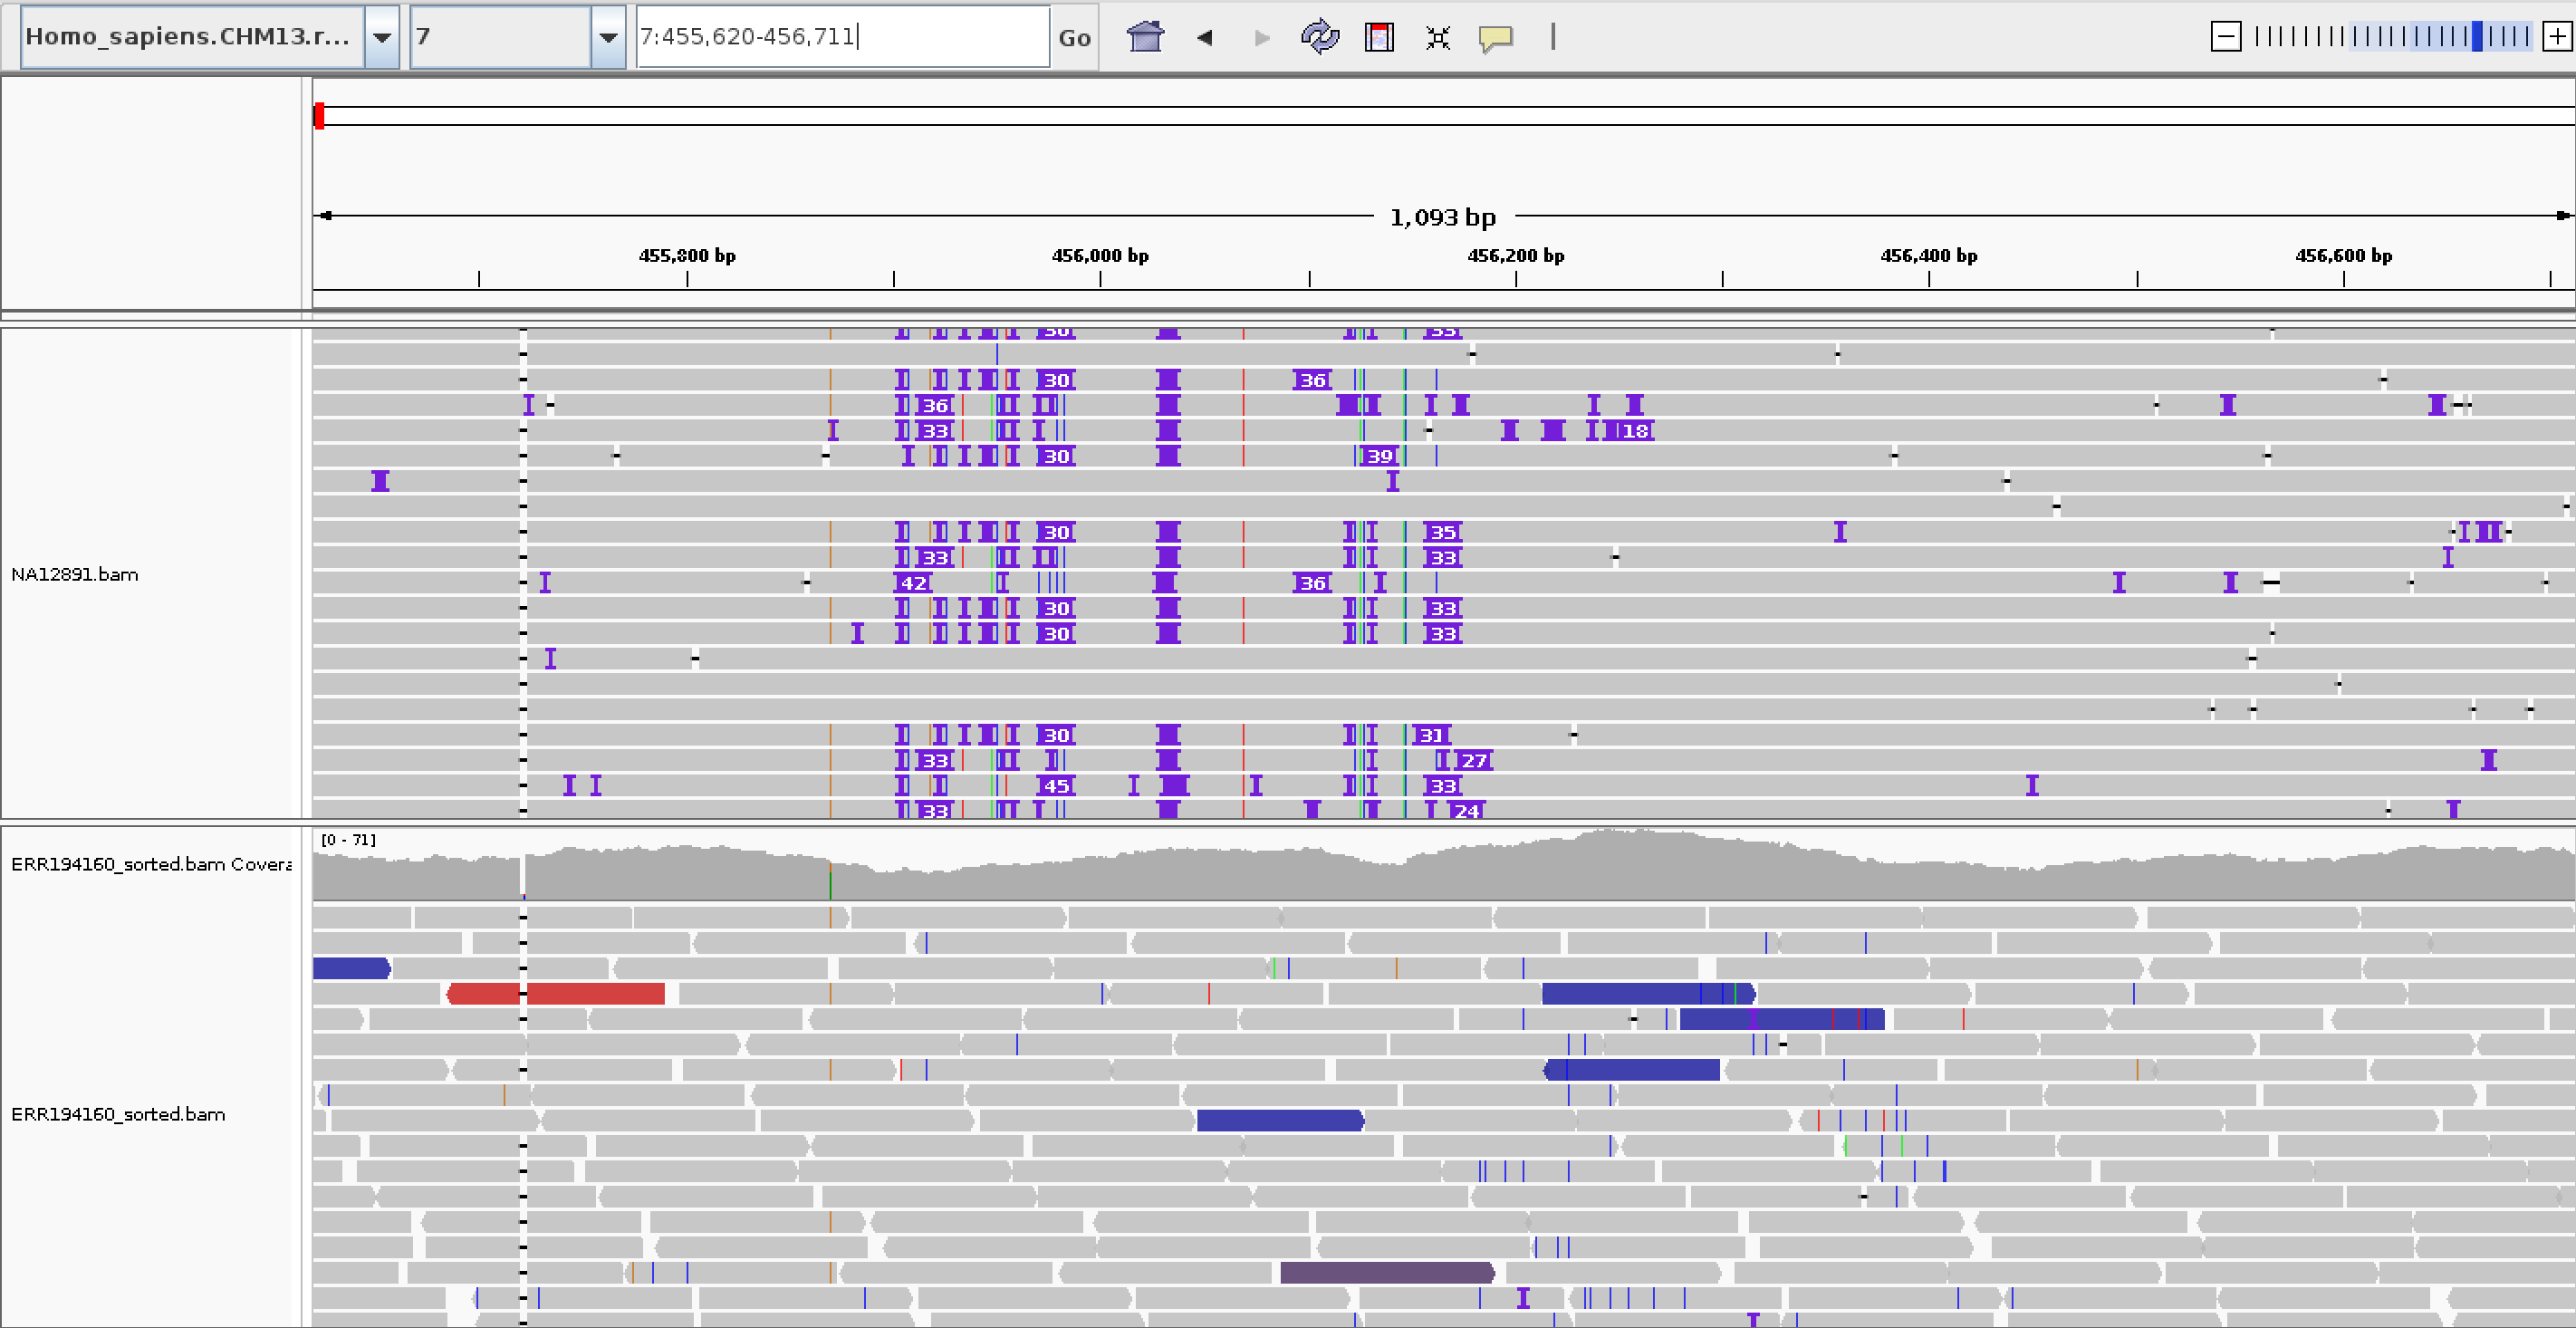 Homo_sapiens.CHM13.r... 7 7:455,620-456,711 Go
1,093 bp
455,800 bp 456,000 bp 456,200 bp 456,400 bp 456,600 bp
30 36
36
33 18
30 39
30 35
33 33
42 36
30 33
30 33
NA12891.bam
30 31
33 27
45 33
33 24
[0 - 71]
ERR194160_sorted.bam Covera
ERR194160_sorted.bam